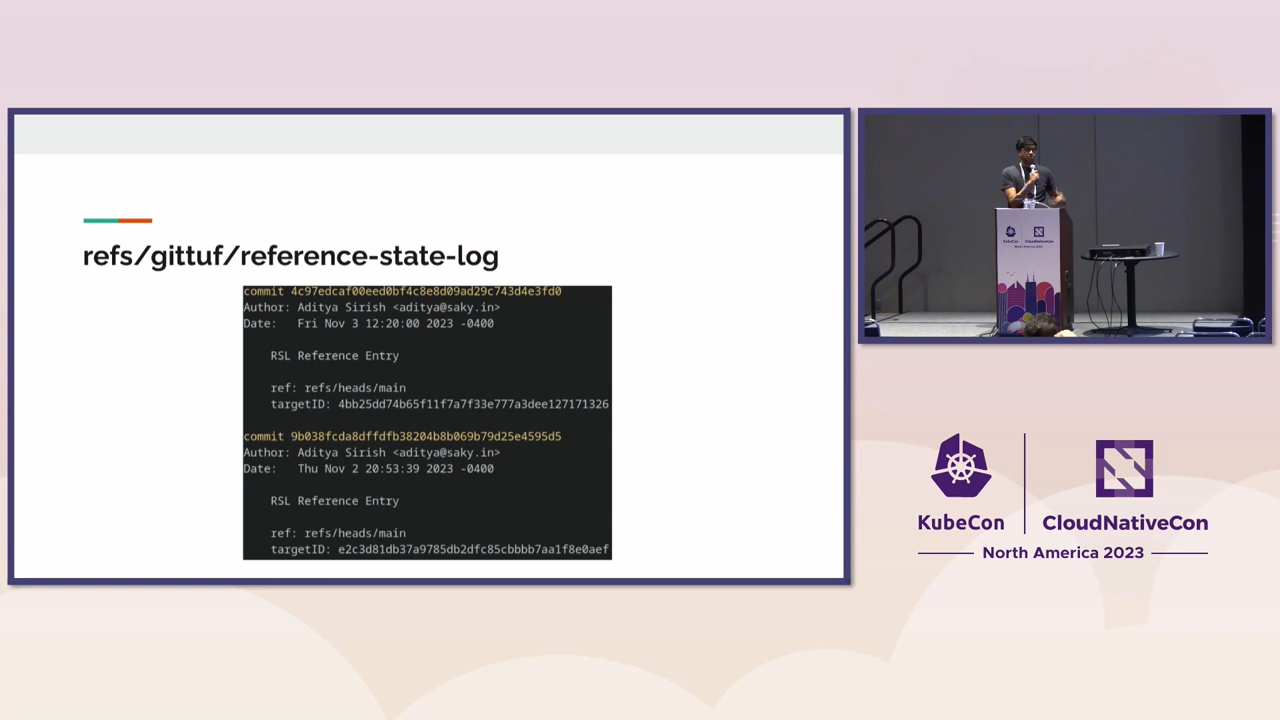 refs/gittuf/reference-state-log
commit 4c97edcaf00eed0bf4c8e8d09ad29c743d4e3fd0
Author: Aditya Sirish <aditya@saky.in>
Date:   Fri Nov 3 12:20:00 2023 -0400
RSL Reference Entry
ref: refs/heads/main
targetID: 4bb25dd74b65f11f7a7f33e777a3dee127171326
commit 9b038fcda8dffdfb38204b8b069b79d25e4595d5
Author: Aditya Sirish <aditya@saky.in>
Date:   Thu Nov 2 20:53:39 2023 -0400
RSL Reference Entry
ref: refs/heads/main
targetID: e2c3d81db37a9785db2dfc85cbbbb7aa1f8e0aef
KubeCon
CloudNativeCon
KubeCon
CloudNativeCon
North America 2023